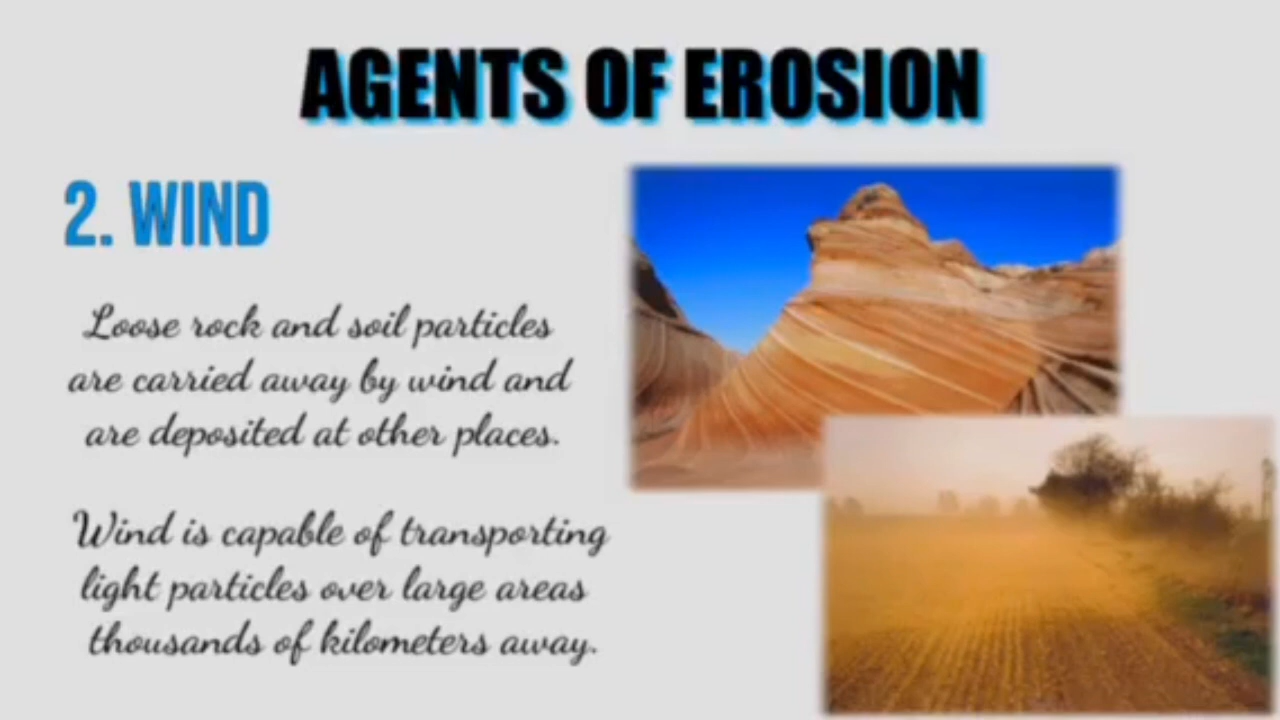 AGENTS OF EROSION
2. WIND
Loose rock and soil particles
are carried away by wind and
are deposited at other places.
Wind is capable of transporting
light particles over large areas
thousands of kilometers away.